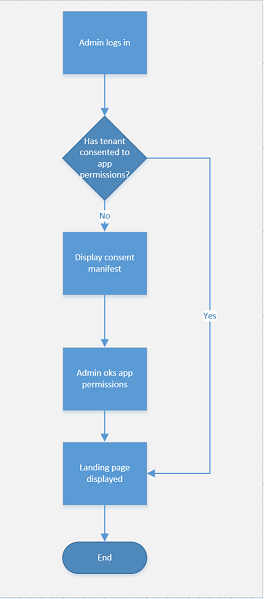 Admin logs in
Has tenant
consented to
app
permissions?
No
Display consent
manifest
Yes
Admin oks app
permissions
Landing page
displayed
End